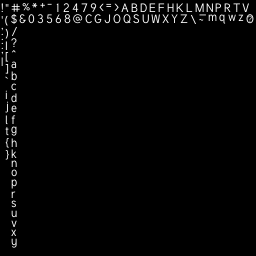 !"#%*+-12479<=>ABDEFHKLMNPRTV
'($&03568@CGJOQSUWXYZ\~mqwz
)
/
?
[
^
]
a
`
b
c
i
d
j
e
l
f
t
g
{
h
}
k
n
o
p
r
s
u
v
x
y